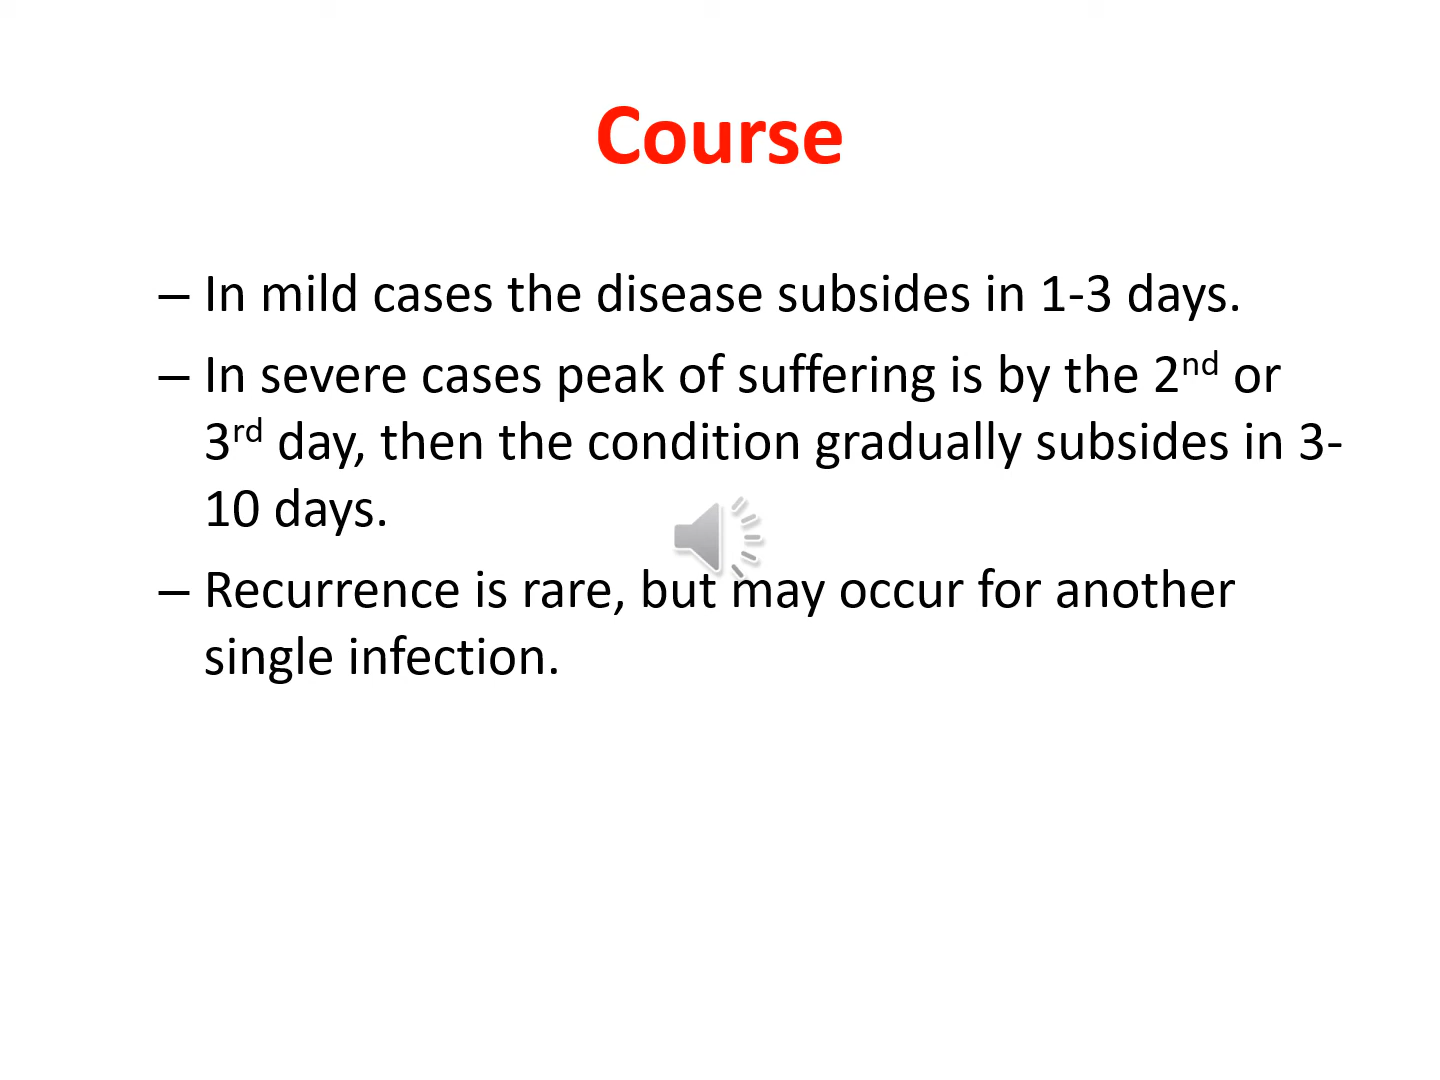 Course
– In mild cases the disease subsides in 1-3 days.
– In severe cases peak of suffering is by the 2nd or
3rd day, then the condition gradually subsides in 3-
10 days.
– Recurrence is rare, but may occur for another
single infection.